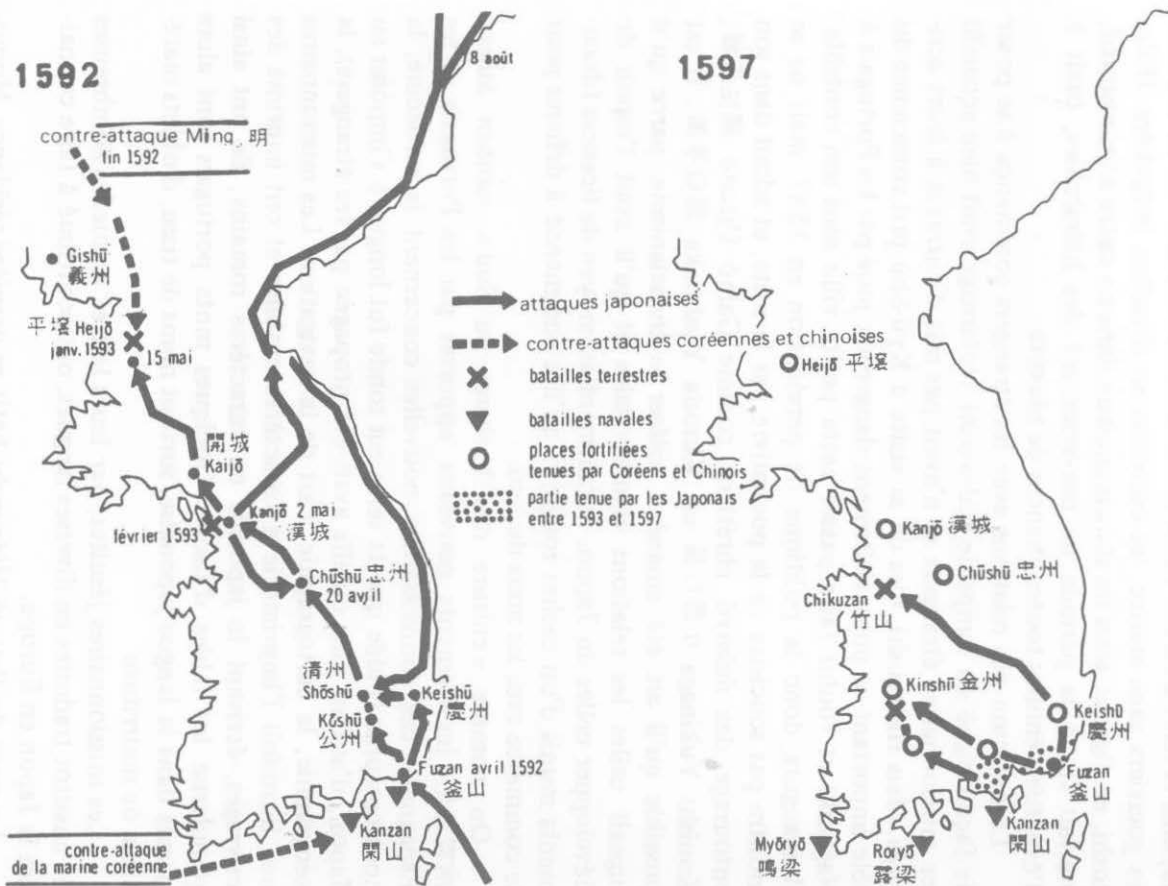 1592
8 août
contre-attaque Ming, 明
fin 1592
Gishū
義州
平壌 Heijō
janv. 1593
15 mai
開城
Kaijō
Kanjō 2 mai
漢城
février 1593
Chūshū 忠州
20 avril
清州
Shōshū
Kōshū
公州
Keishū
慶州
Fuzan avril 1592
釜山
Kanzan
閑山
contre-attaque
de la marine coréenne
attaques japonaises
contre-attaques coréennes et chinoises
batailles terrestres
batailles navales
places fortifiées
tenues par Coréens et Chinois
partie tenue par les Japonais
entre 1593 et 1597
1597
Heijō 平壌
Kanjō 漢城
Chūshū 忠州
Chikuzan
竹山
Kinshū 金州
Keishū
慶州
Fuzan
釜山
Kanzan
閑山
Myōryō
鳴梁
Roryō
露梁